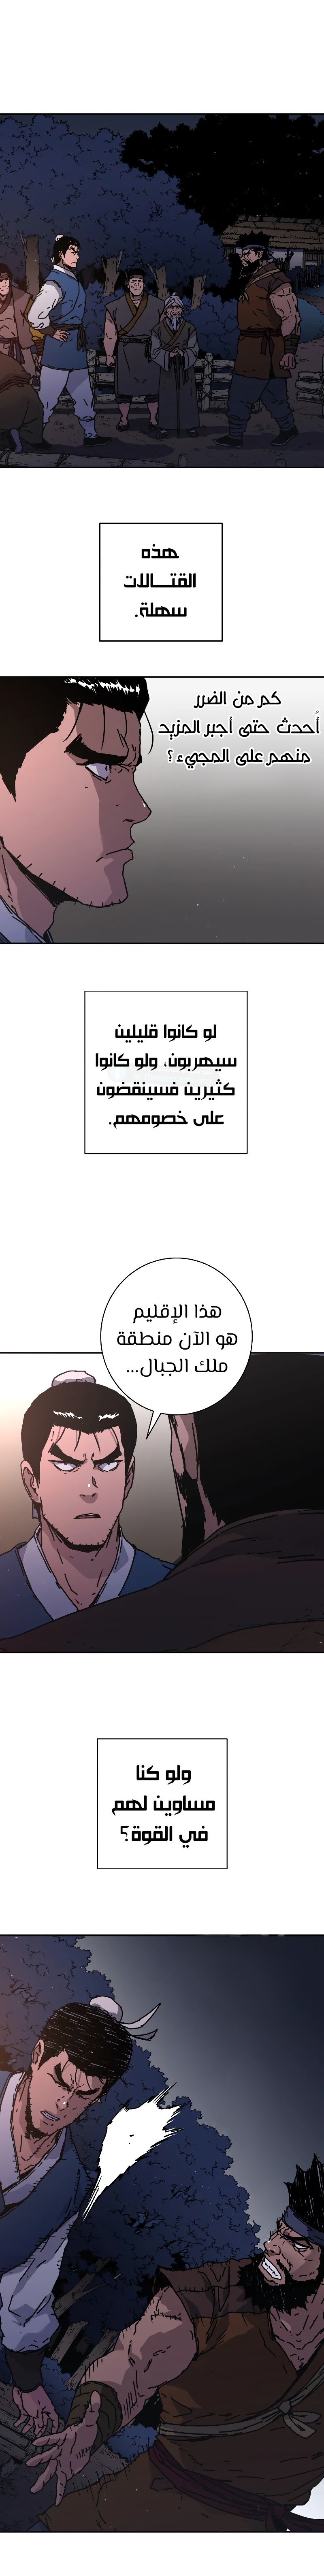 هذه
القتــالات
سهلة.
كم من الضرر
أُحدث حتى أجبر المزيد
منهم على المجيء؟
لو كانوا قليلين
سيهربون، ولو كانوا
كثيرين فسينقضون
على خصومهم.
هذا الإقليم
هو الآن منطقة
ملك الجبال...
ولو كنا
مساوين لهم
في القوة؟